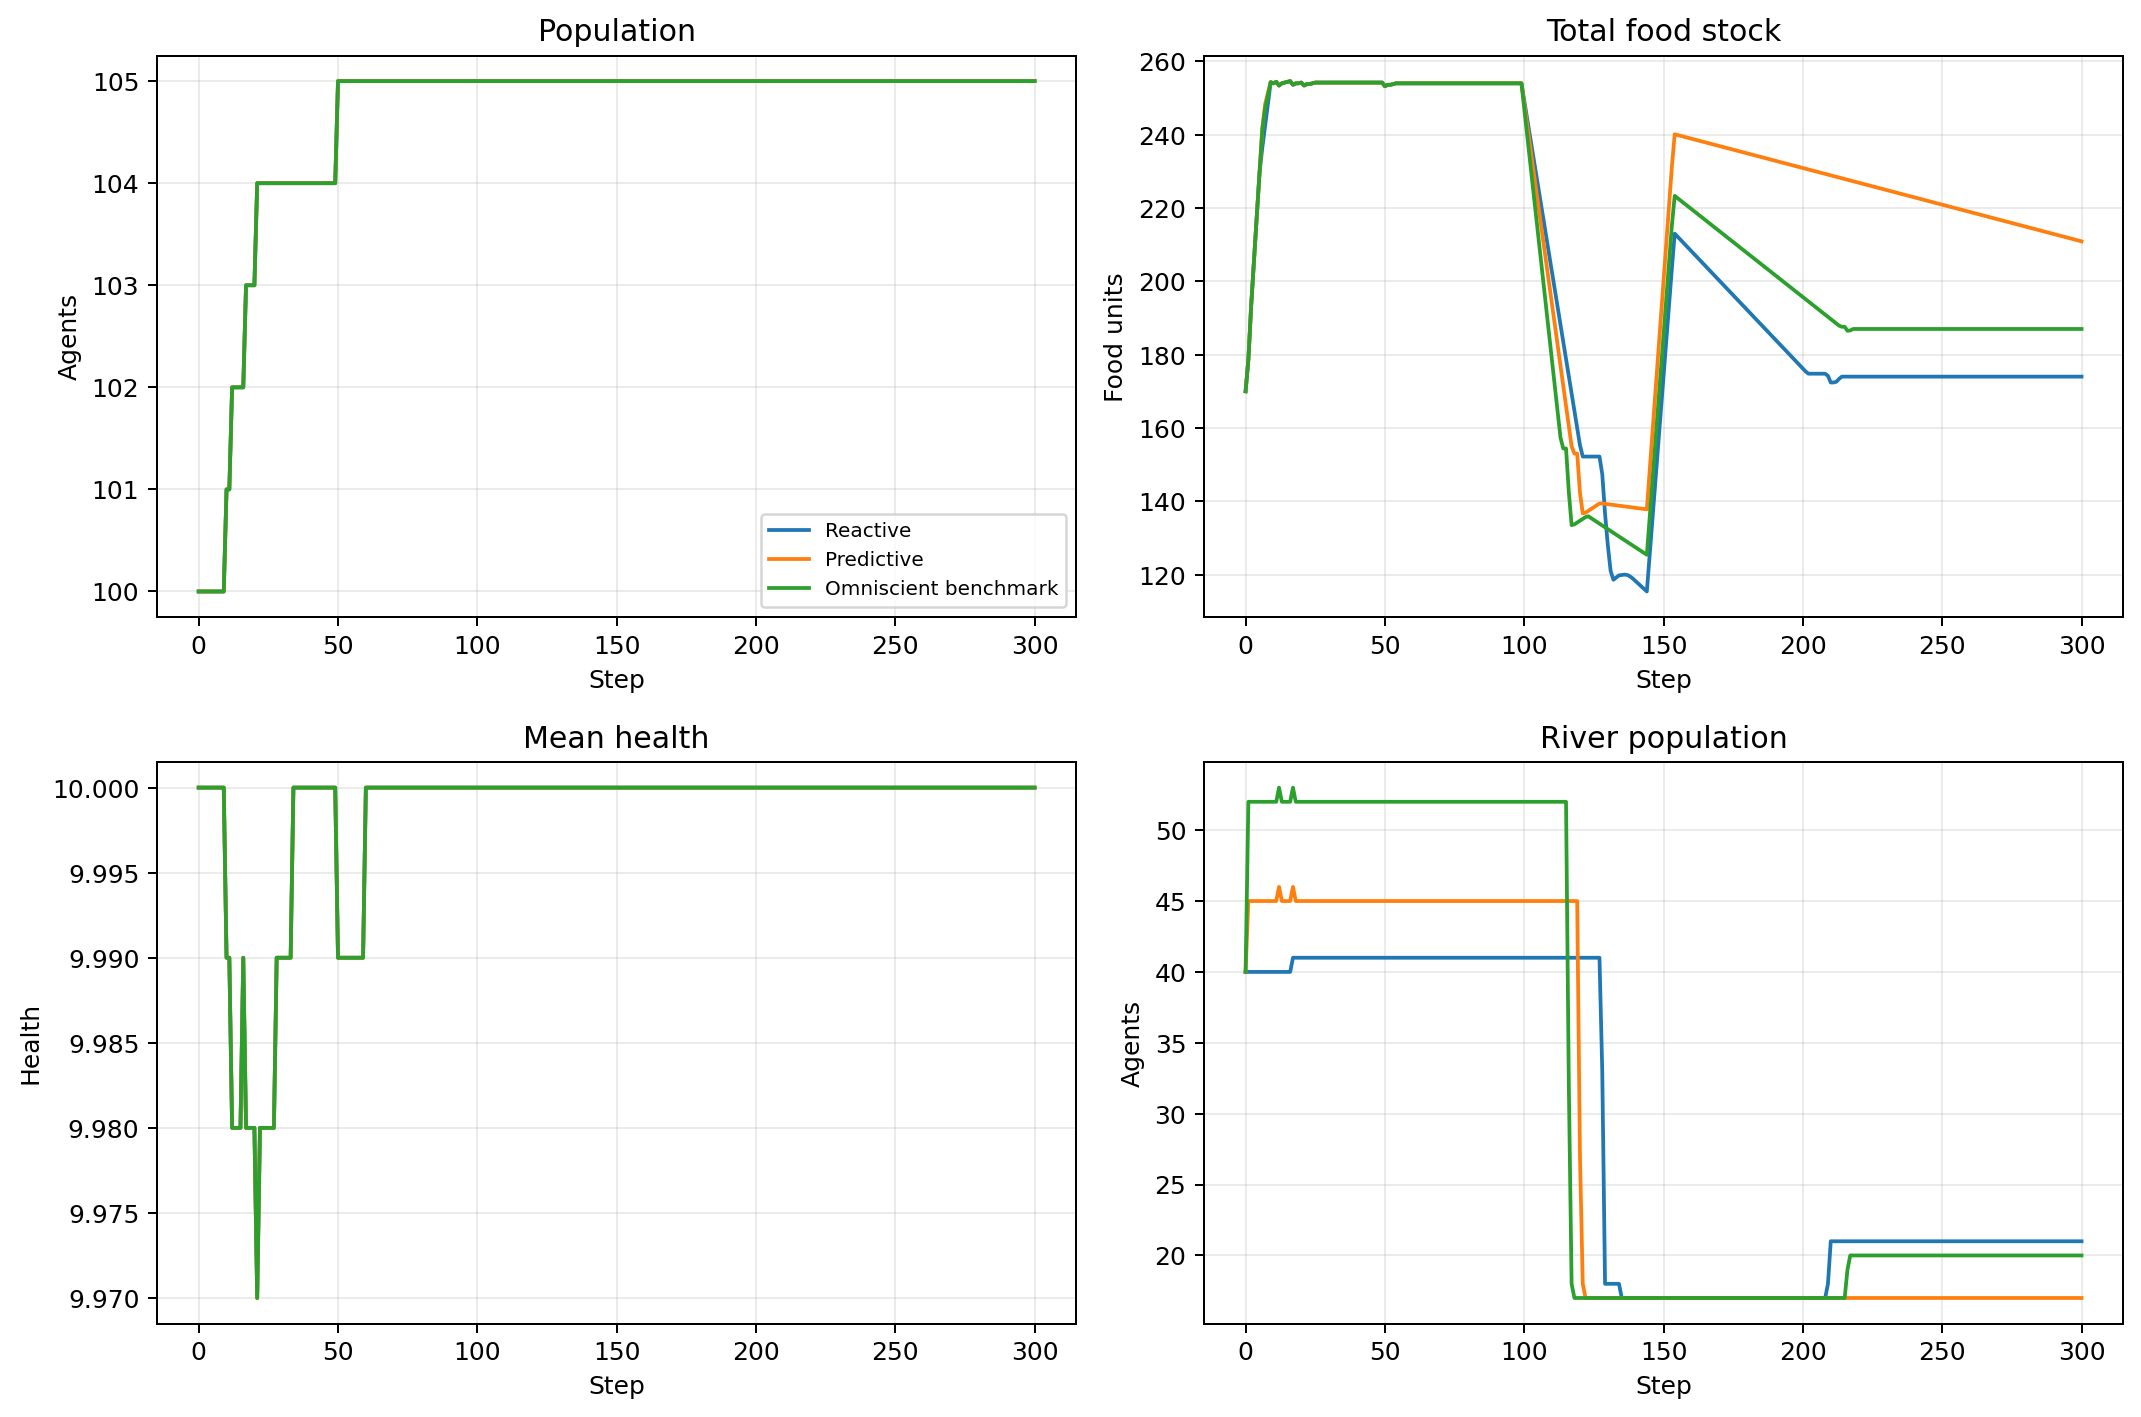 Population
105
104
103
102
101
100
Agents
0 50 100 150 200 250 300
Step
Reactive
Predictive
Omniscient benchmark
Total food stock
260
240
220
200
180
160
140
120
Food units
0 50 100 150 200 250 300
Step
Mean health
10.000
9.995
9.990
9.985
9.980
9.975
9.970
Health
0 50 100 150 200 250 300
Step
River population
50
45
40
35
30
25
20
Agents
0 50 100 150 200 250 300
Step